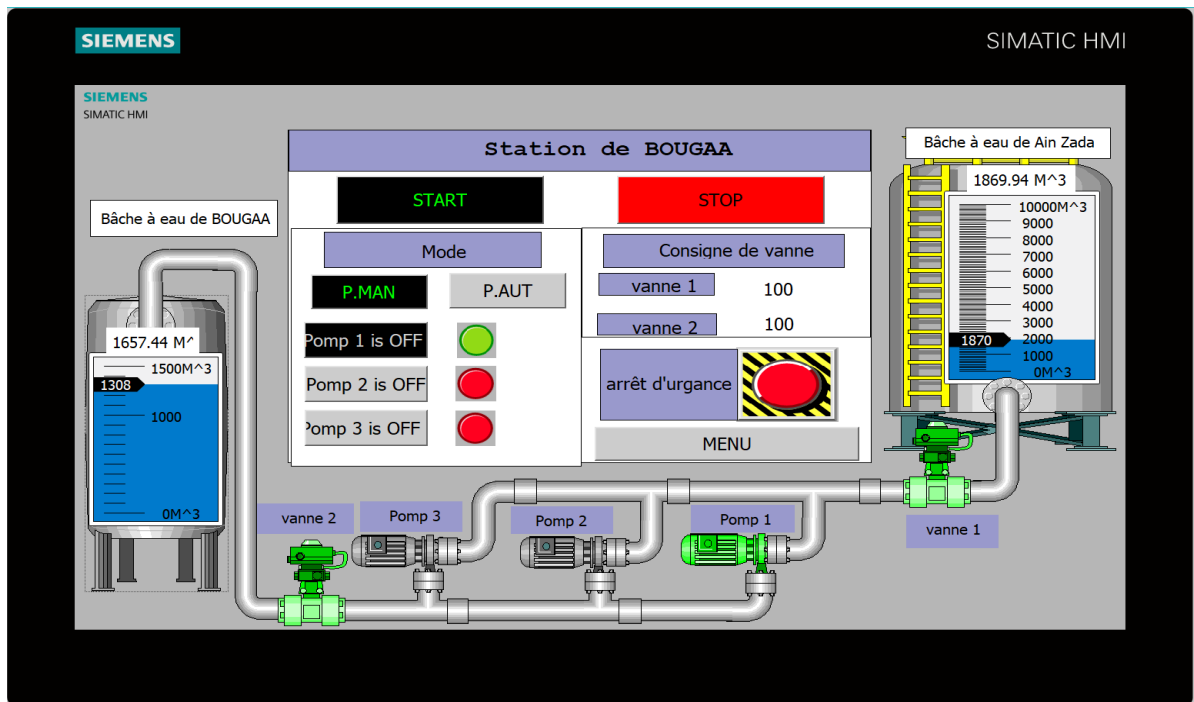 SIEMENS
SIMATIC HMI
SIEMENS
SIMATIC HMI
Station de BOUGAA
START
STOP
Mode
P.MAN
P.AUT
Pomp 1 is OFF
Pomp 2 is OFF
Pomp 3 is OFF
Consigne de vanne
vanne 1
100
vanne 2
100
arrêt d'urgance
MENU
Bâche à eau de BOUGAA
1657.44 M^
1500M^3
1308
1000
0M^3
Bâche à eau de Ain Zada
1869.94 M^3
10000M^3
9000
8000
7000
6000
5000
4000
3000
1870
2000
1000
0M^3
vanne 2
Pomp 3
Pomp 2
Pomp 1
vanne 1